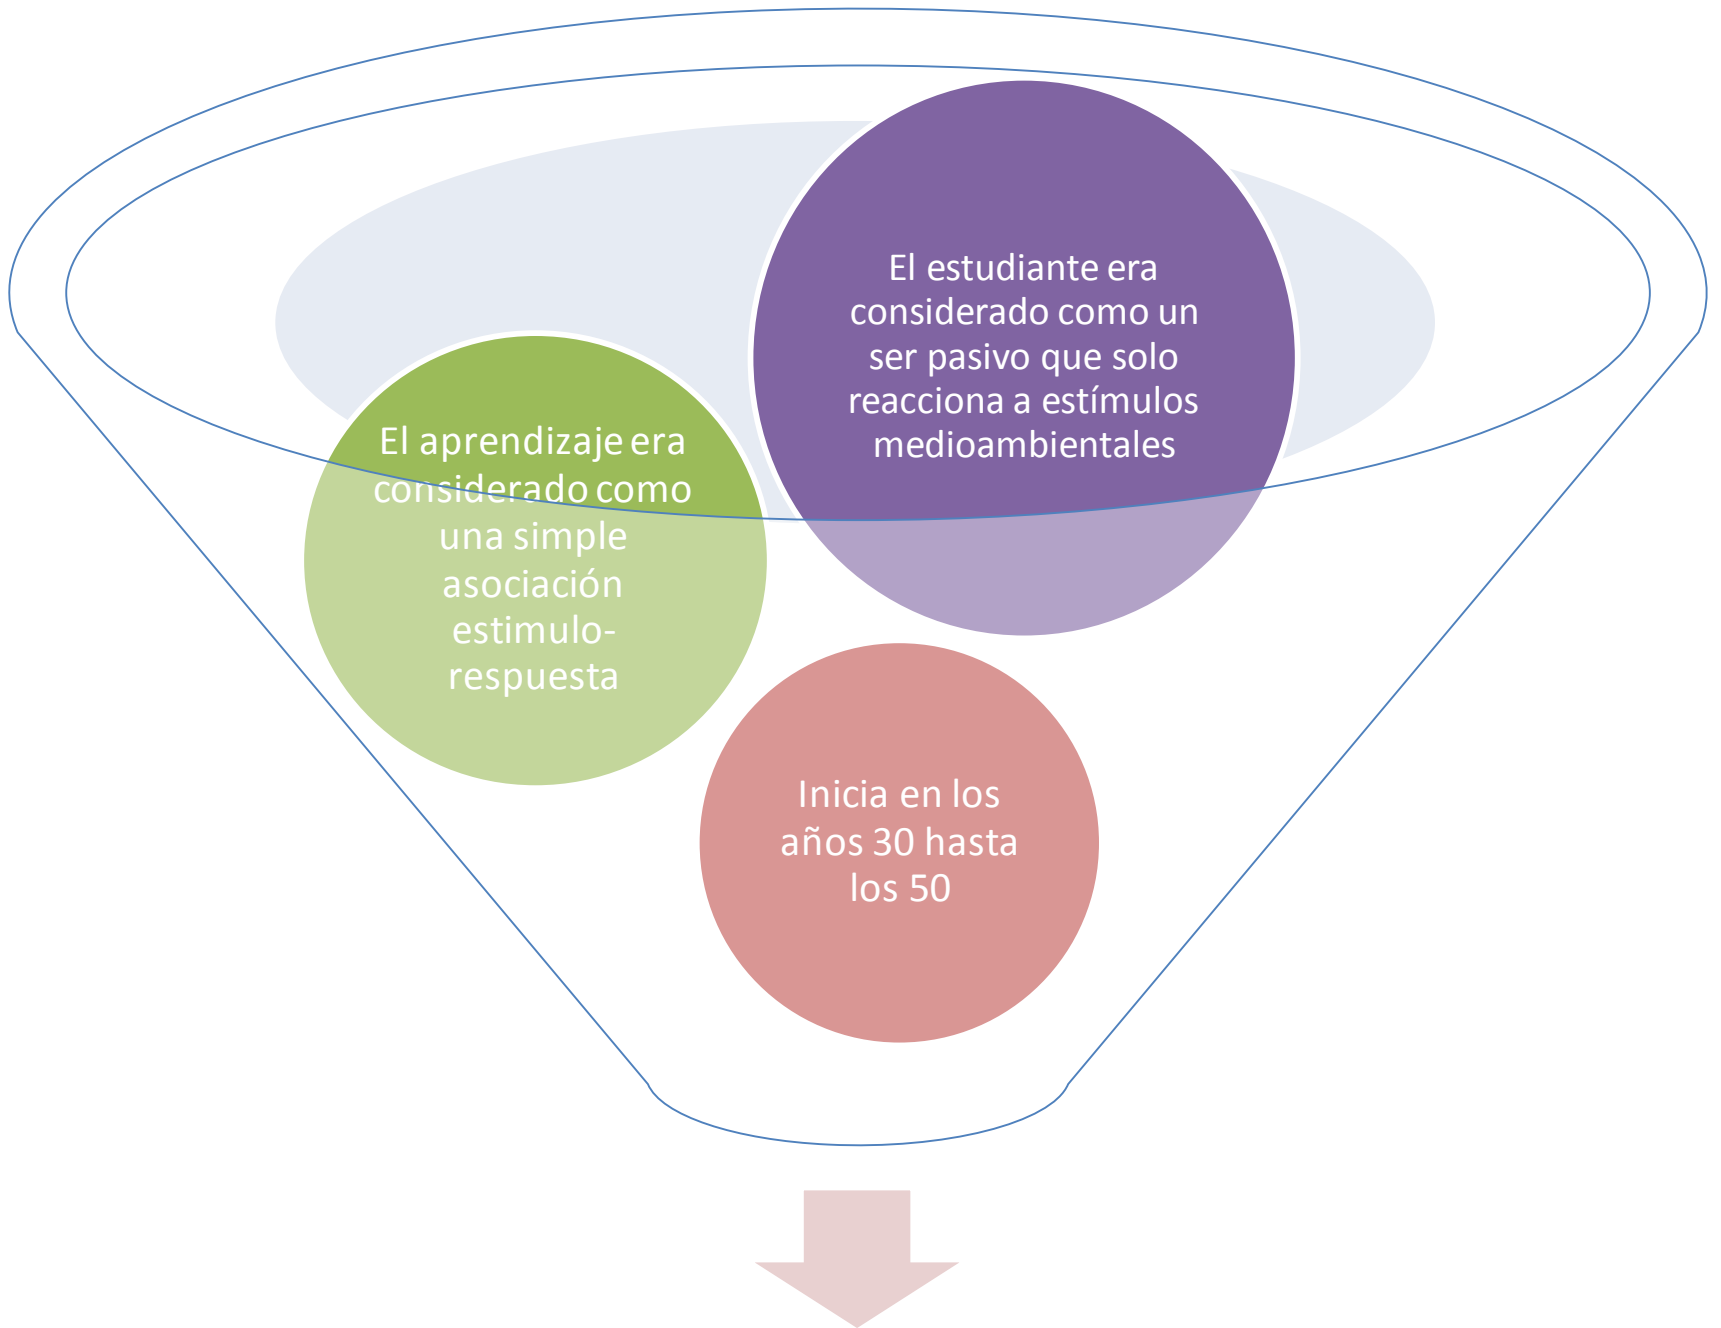 El estudiante era
considerado como un
ser pasivo que solo
reacciona a estímulos
medioambientales
El aprendizaje era
considerado como
una simple
asociación
estimulo-
respuesta
Inicia en los
años 30 hasta
los 50